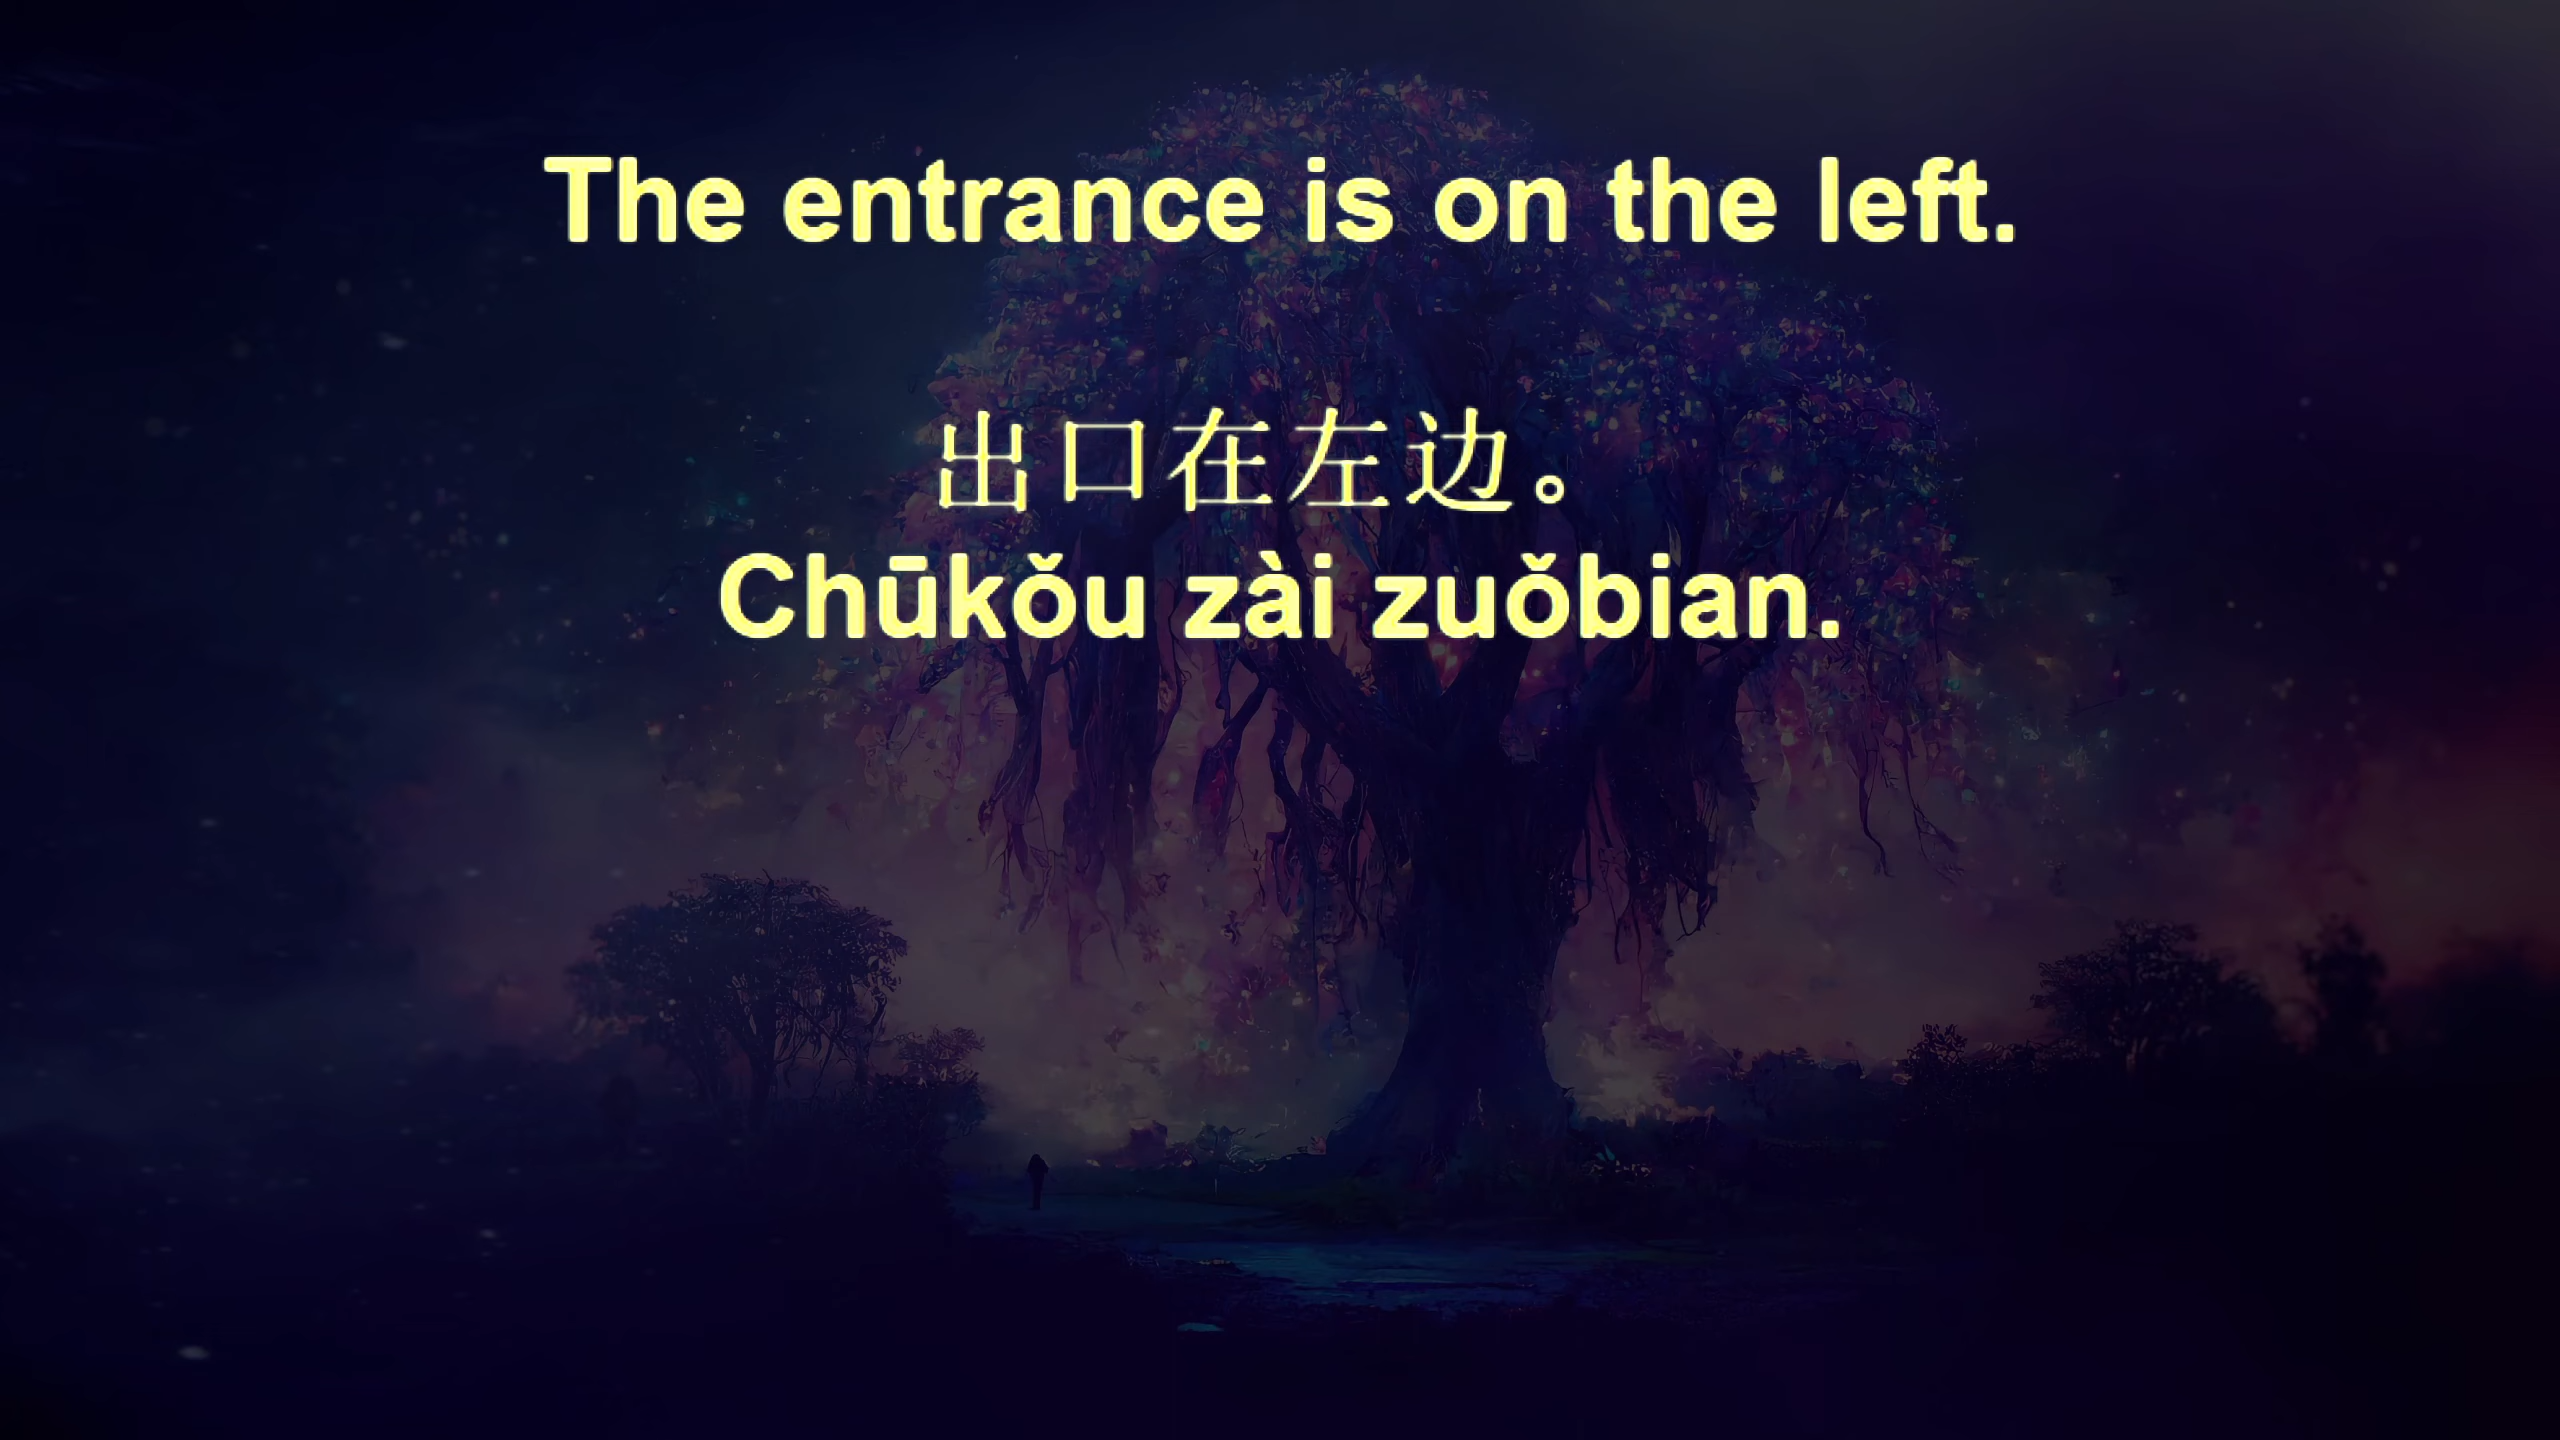 The entrance is on the left.
出口在左边。
Chūkǒu zài zuǒbian.